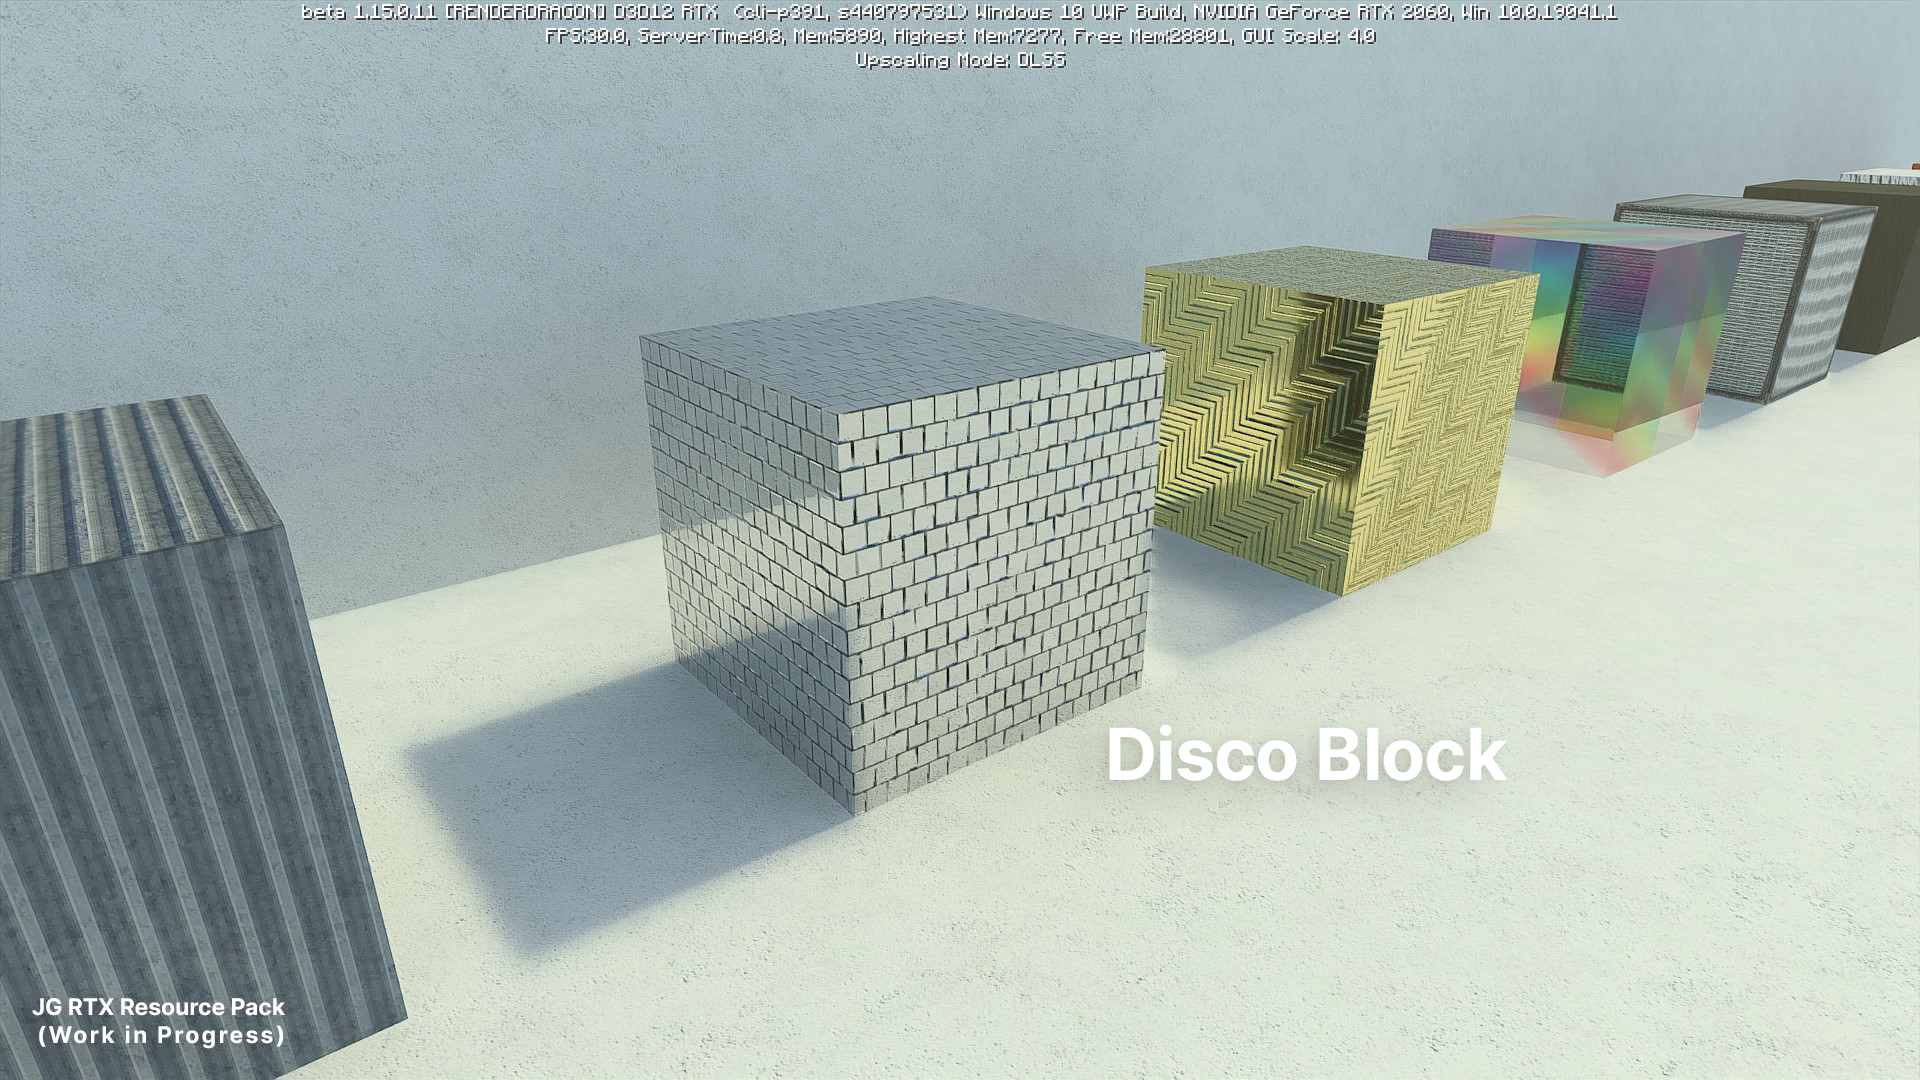 beta 1.15.0.11 [RENDERDRAGON] D3D12 RTX (cli-p391, s440797531) Windows 10 UWP Build, NVIDIA GeForce RTX 2060, Win 10.0.19041.1
FPS:30.0, ServerTime:0.8, Mem:5890, Highest Mem:7277, Free Mem:28801, GUI Scale: 4.0
Upscaling Mode: DLSS
Disco Block
JG RTX Resource Pack
(Work in Progress)